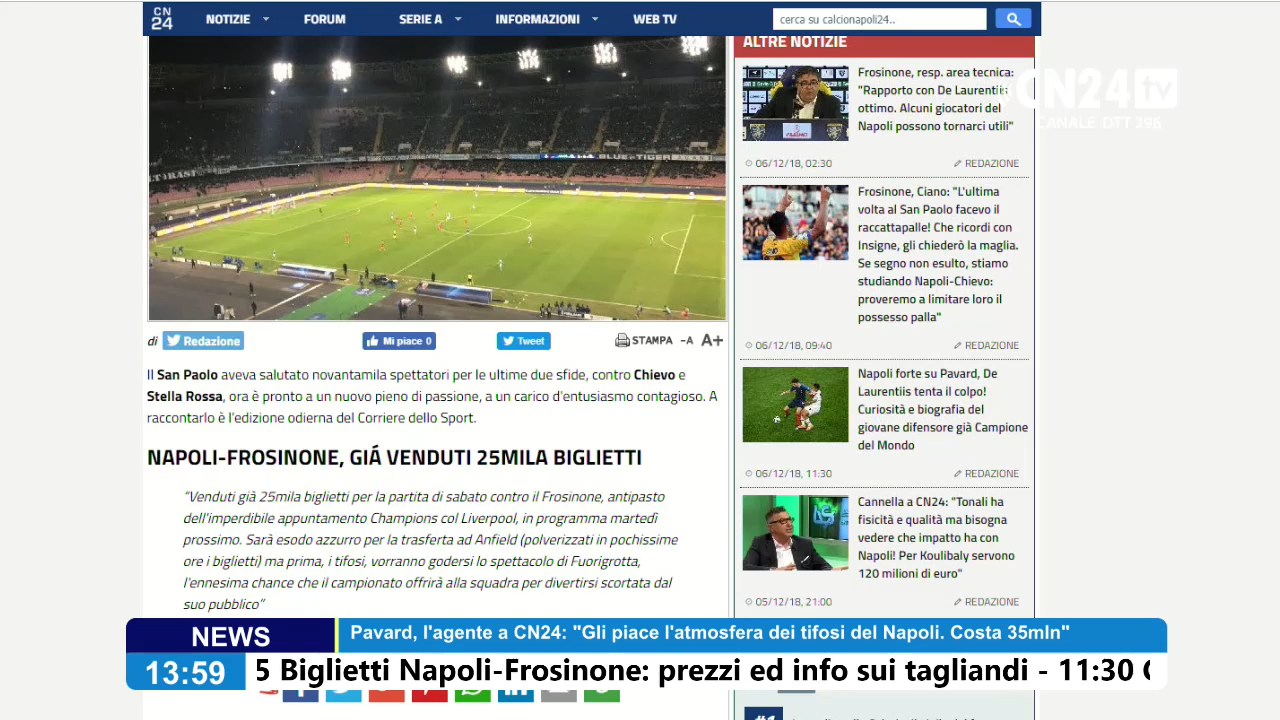 CN
24
NOTIZIE
FORUM
SERIE A
INFORMAZIONI
WEB TV
cerca su calcionapoli24..
di
Redazione
Mi piace 0
Tweet
STAMPA
-A
A+
Il San Paolo aveva salutato novantamila spettatori per le ultime due sfide, contro Chievo e
Stella Rossa, ora è pronto a un nuovo pieno di passione, a un carico d'entusiasmo contagioso. A
raccontarlo è l'edizione odierna del Corriere dello Sport.
NAPOLI-FROSINONE, GIÁ VENDUTI 25MILA BIGLIETTI
"Venduti già 25mila biglietti per la partita di sabato contro il Frosinone, antipasto
dell'imperdibile appuntamento Champions col Liverpool, in programma martedì
prossimo. Sarà esodo azzurro per la trasferta ad Anfield (polverizzati in pochissime
ore i biglietti) ma prima, i tifosi, vorranno godersi lo spettacolo di Fuorigrotta,
l'ennesima chance che il campionato offrirà alla squadra per divertirsi scortata dal
suo pubblico"
ALTRE NOTIZIE
Frosinone, resp. area tecnica:
"Rapporto con De Laurentiis
ottimo. Alcuni giocatori del
Napoli possono tornarci utili"
06/12/18, 02:30
REDAZIONE
Frosinone, Ciano: "L'ultima
volta al San Paolo facevo il
raccattapalle! Che ricordi con
Insigne, gli chiederò la maglia.
Se segno non esulto, stiamo
studiando Napoli-Chievo:
proveremo a limitare loro il
possesso palla"
06/12/18, 09:40
REDAZIONE
Napoli forte su Pavard, De
Laurentiis tenta il colpo!
Curiosità e biografia del
giovane difensore già Campione
del Mondo
06/12/18, 11:30
REDAZIONE
Cannella a CN24: "Tonali ha
fisicità e qualità ma bisogna
vedere che impatto ha con
Napoli! Per Koulibaly servono
120 milioni di euro"
05/12/18, 21:00
REDAZIONE
CN24 tv
CANALE DTT 296
NEWS
Pavard, l'agente a CN24: "Gli piace l'atmosfera dei tifosi del Napoli. Costa 35mln"
13:59
5 Biglietti Napoli-Frosinone: prezzi ed info sui tagliandi - 11:30